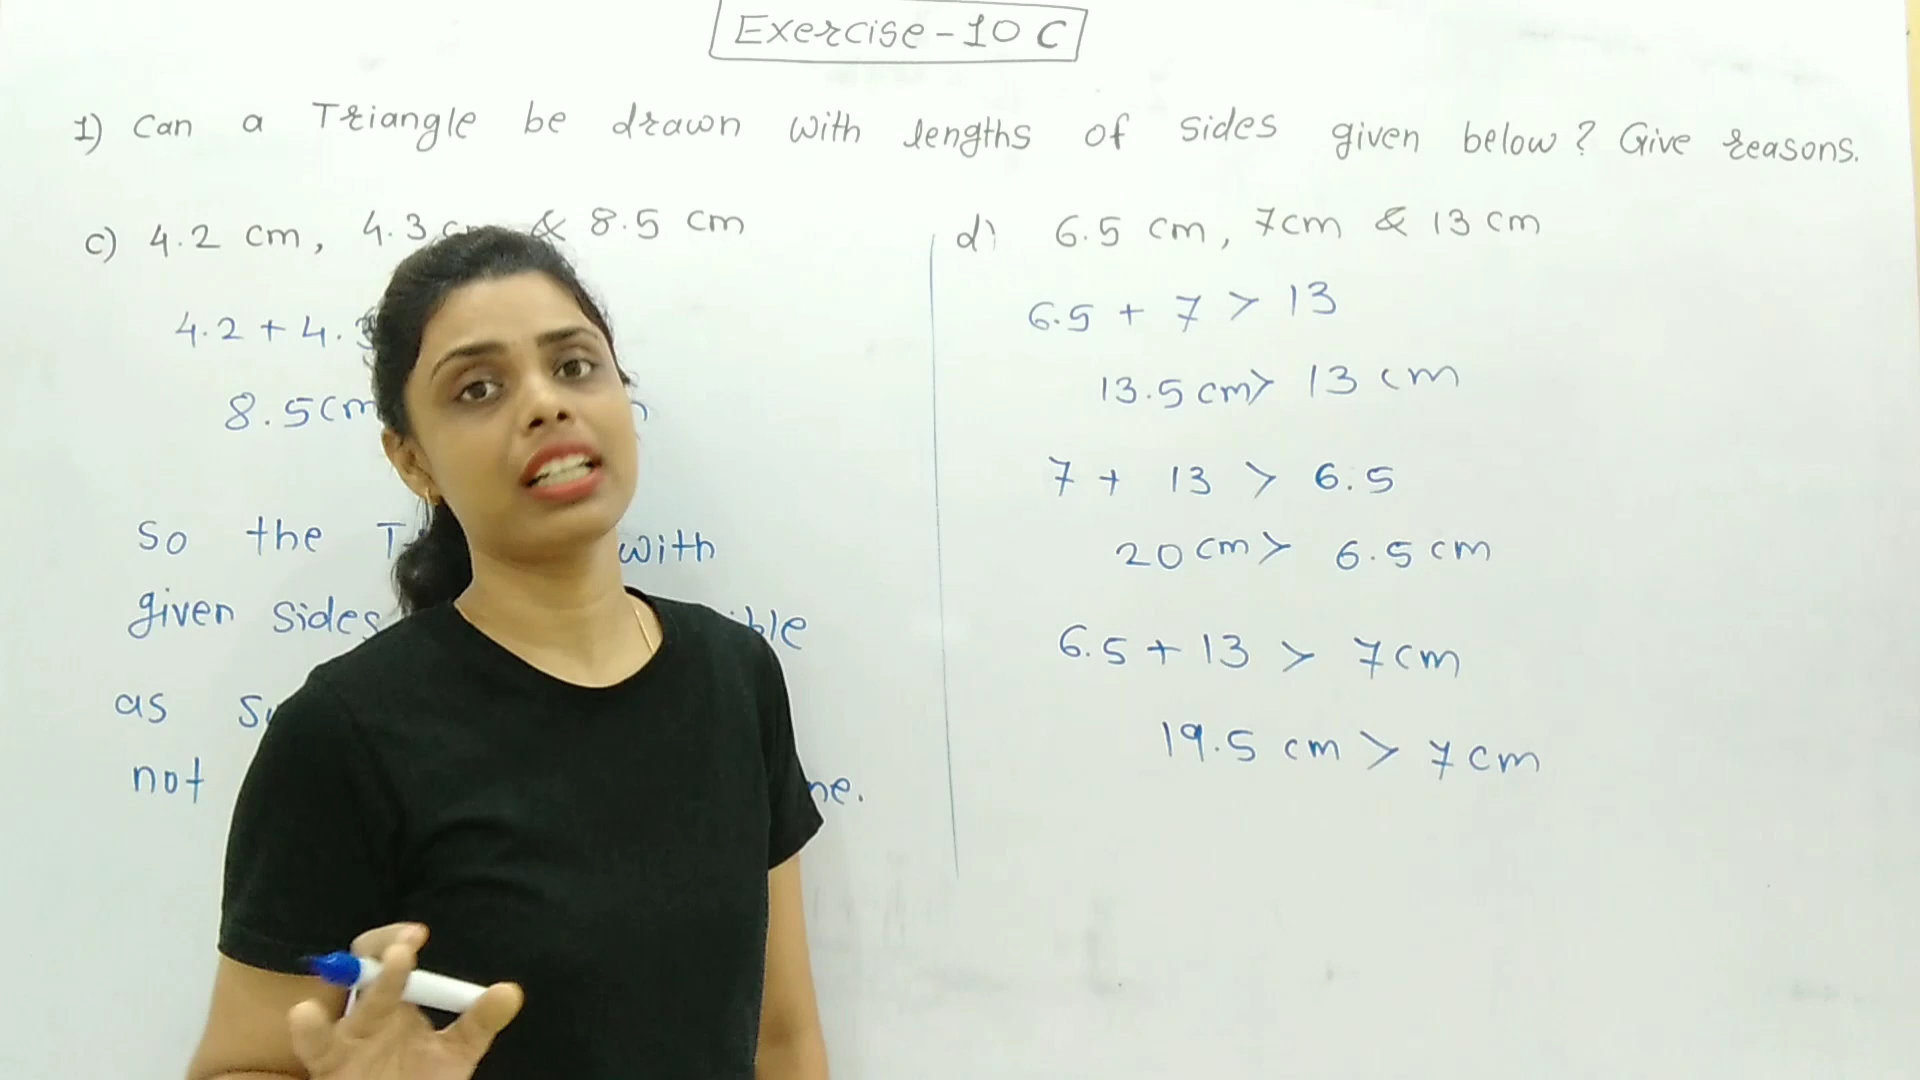 Exercise - 10 C
1) Can a Triangle be drawn with lengths of sides given below? Give reasons.
c) 4.2 cm, 4.3 & 8.5 cm
4.2 + 4.
8.5cm
So the with
given sides
as
not
d) 6.5 cm, 7cm & 13 cm
6.5 + 7 > 13
13.5 cm> 13 cm
7 + 13 > 6.5
20 cm> 6.5 cm
6.5 + 13 > 7cm
19.5 cm > 7 cm